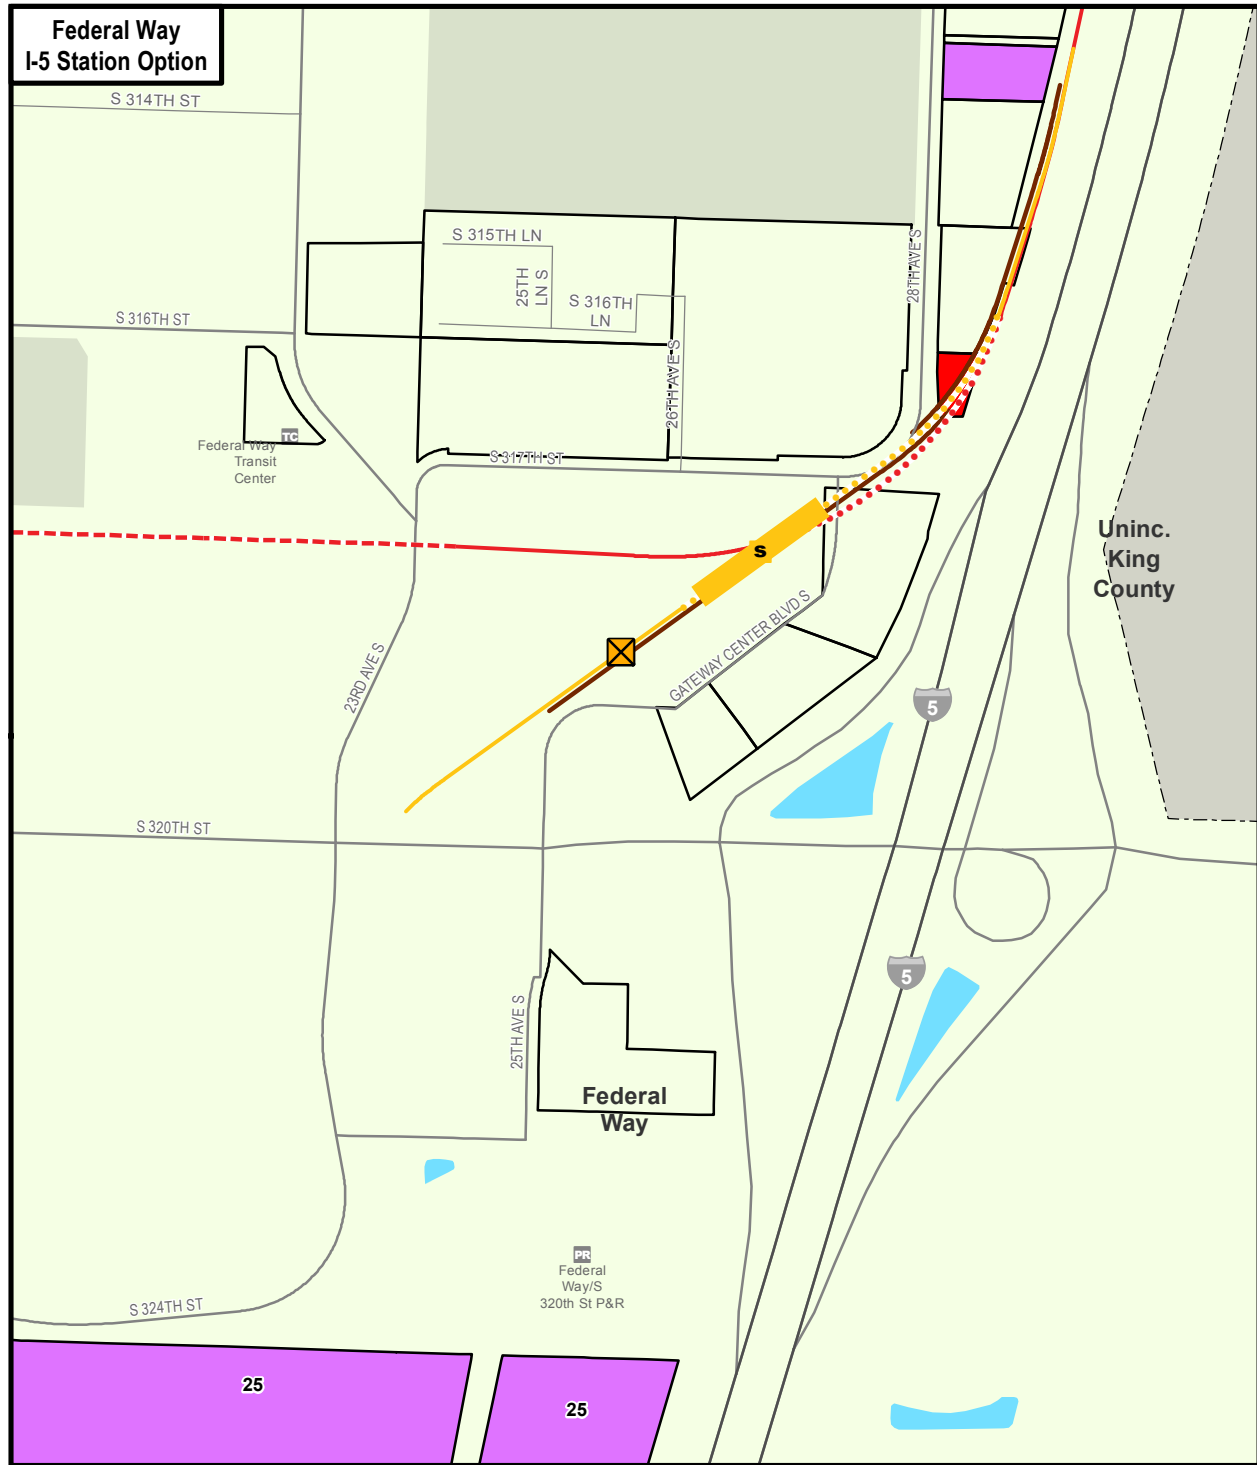 Federal Way
I-5 Station Option
S 314TH ST
S 315TH LN
25TH
LN S
S 316TH
LN
28TH AVE S
S 316TH ST
26TH AVE S
TC
Federal Way
Transit
Center
S 317TH ST
Uninc.
King
County
S
GATEWAY CENTER BLVD S
23RD AVE S
5
S 320TH ST
5
25TH AVE S
Federal
Way
PR
Federal
Way/S
320th St P&R
S 324TH ST
25
25